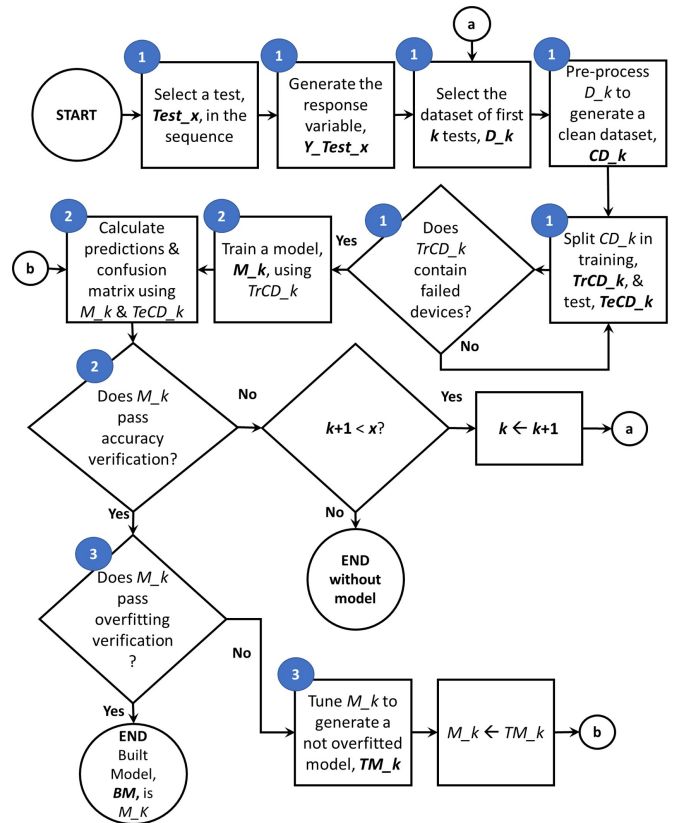 a
1
1
1
1
START
Select a test,
Test_x, in the
sequence
Generate the
response
variable,
Y_Test_x
Select the
dataset of first
k tests, D_k
Pre-process
D_k to
generate a
clean dataset,
CD_k
2
2
1
1
b
Calculate
predictions &
confusion
matrix using
M_k & TeCD_k
Train a model,
M_k, using
TrCD_k
Yes
Does
TrCD_k
contain
failed
devices?
No
Split CD_k in
training,
TrCD_k, &
test, TeCD_k
2
Does M_k
pass
accuracy
verification?
No
k+1 < x?
Yes
k ← k+1
a
Yes
No
END
without
model
3
Does M_k
pass
overfitting
verification
?
No
Yes
3
Tune M_k to
generate a
not overfitted
model, TM_k
M_k ← TM_k
b
END
Built
Model,
BM, is
M_K